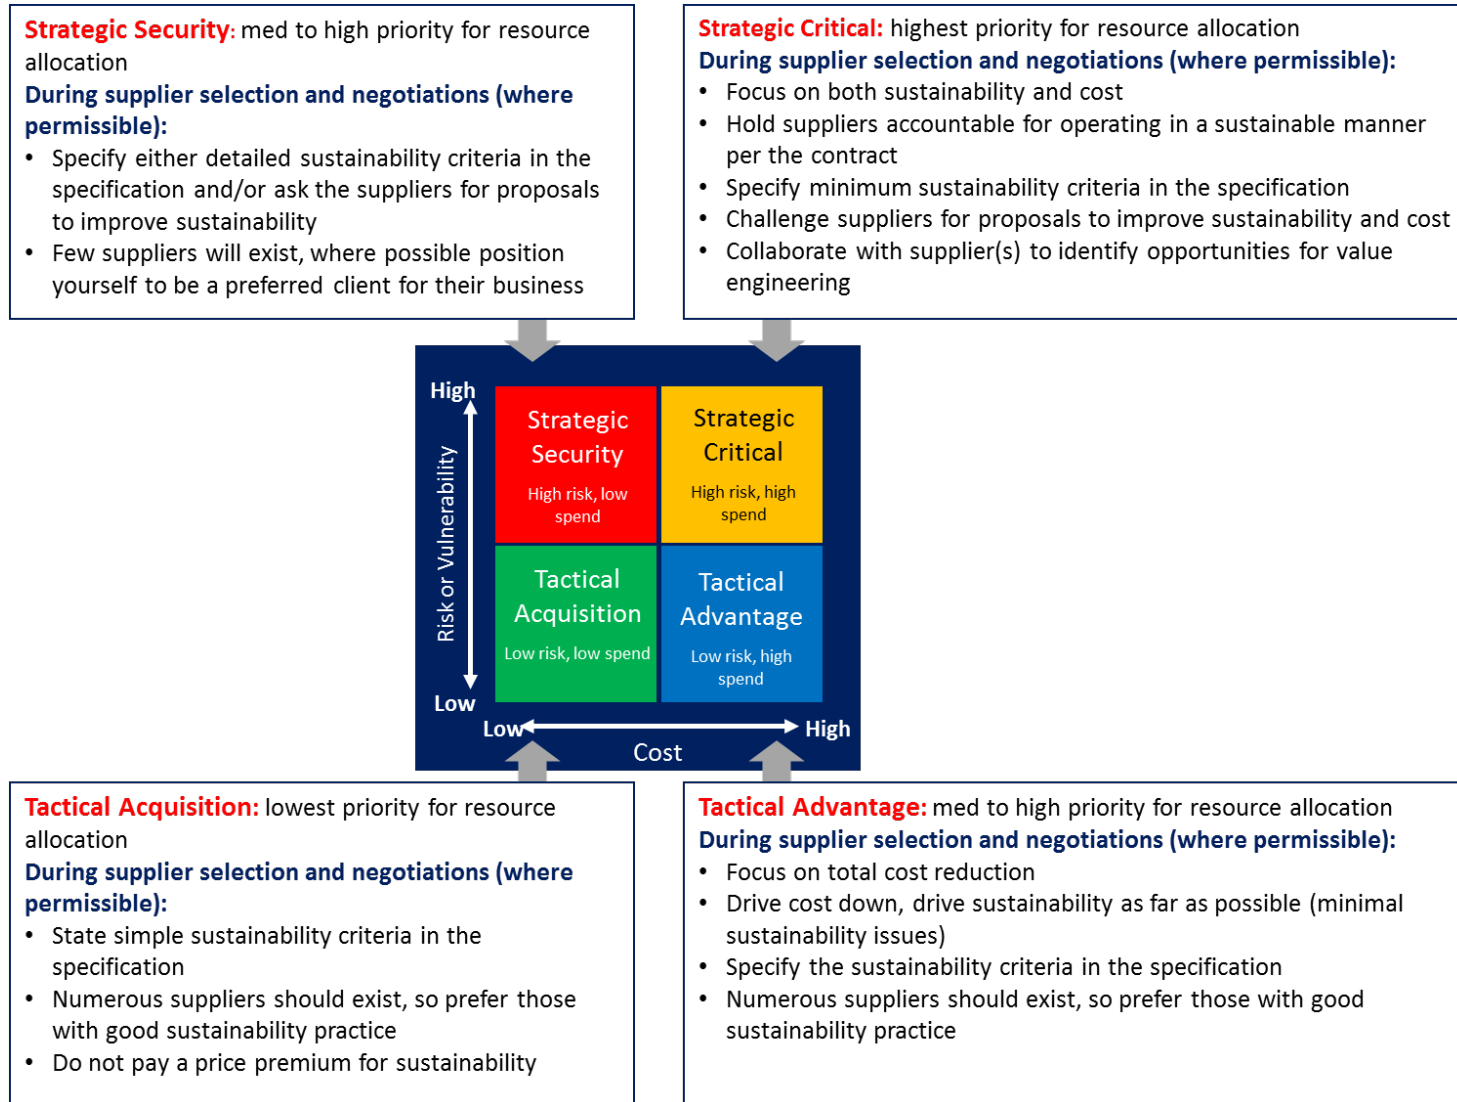 Strategic Security: med to high priority for resource
allocation
During supplier selection and negotiations (where
permissible):
• Specify either detailed sustainability criteria in the
specification and/or ask the suppliers for proposals
to improve sustainability
• Few suppliers will exist, where possible position
yourself to be a preferred client for their business
Strategic Critical: highest priority for resource allocation
During supplier selection and negotiations (where permissible):
• Focus on both sustainability and cost
• Hold suppliers accountable for operating in a sustainable manner
per the contract
• Specify minimum sustainability criteria in the specification
• Challenge suppliers for proposals to improve sustainability and cost
• Collaborate with supplier(s) to identify opportunities for value
engineering
High
Risk or Vulnerability
Low
Strategic
Security
High risk, low
spend
Strategic
Critical
High risk, high
spend
Tactical
Acquisition
Low risk, low spend
Tactical
Advantage
Low risk, high
spend
Low
High
Cost
Tactical Acquisition: lowest priority for resource
allocation
During supplier selection and negotiations (where
permissible):
• State simple sustainability criteria in the
specification
• Numerous suppliers should exist, so prefer those
with good sustainability practice
• Do not pay a price premium for sustainability
Tactical Advantage: med to high priority for resource allocation
During supplier selection and negotiations (where permissible):
• Focus on total cost reduction
• Drive cost down, drive sustainability as far as possible (minimal
sustainability issues)
• Specify the sustainability criteria in the specification
• Numerous suppliers should exist, so prefer those with good
sustainability practice